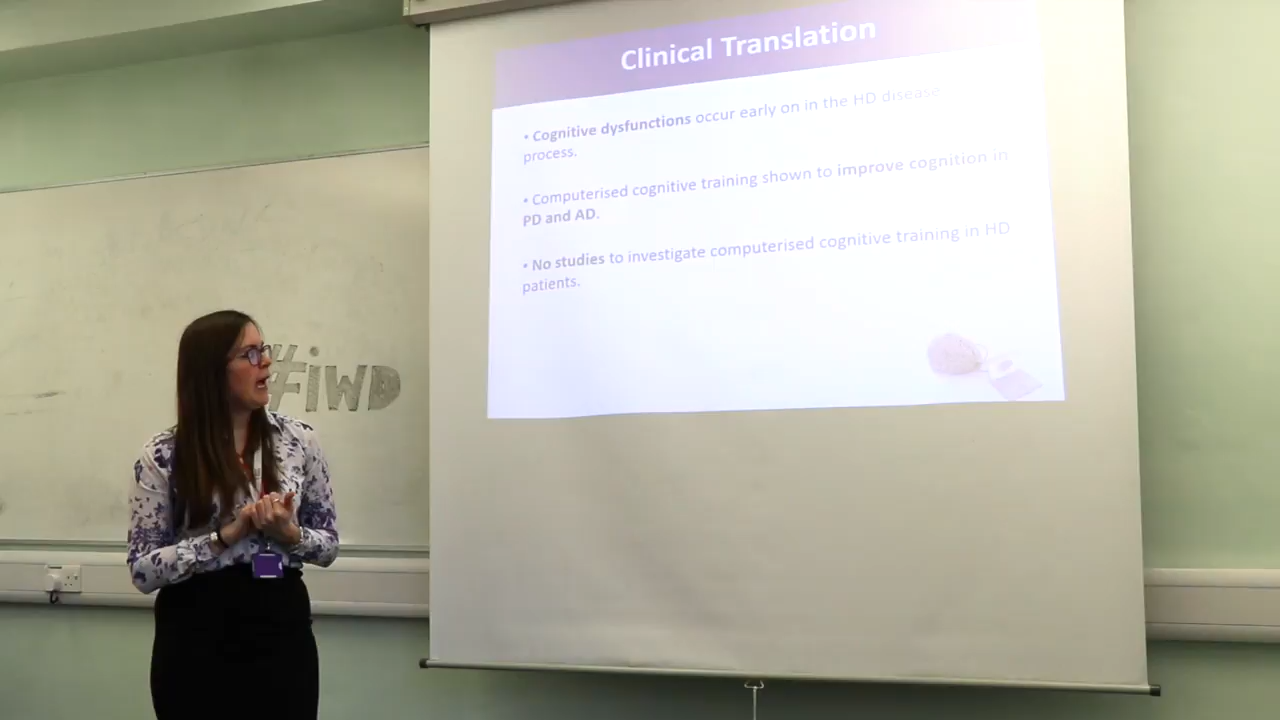 Clinical Translation
• Cognitive dysfunctions occur early on in the HD disease
process.
• Computerised cognitive training shown to improve cognition in
PD and AD.
• No studies to investigate computerised cognitive training in HD
patients.
#iWD